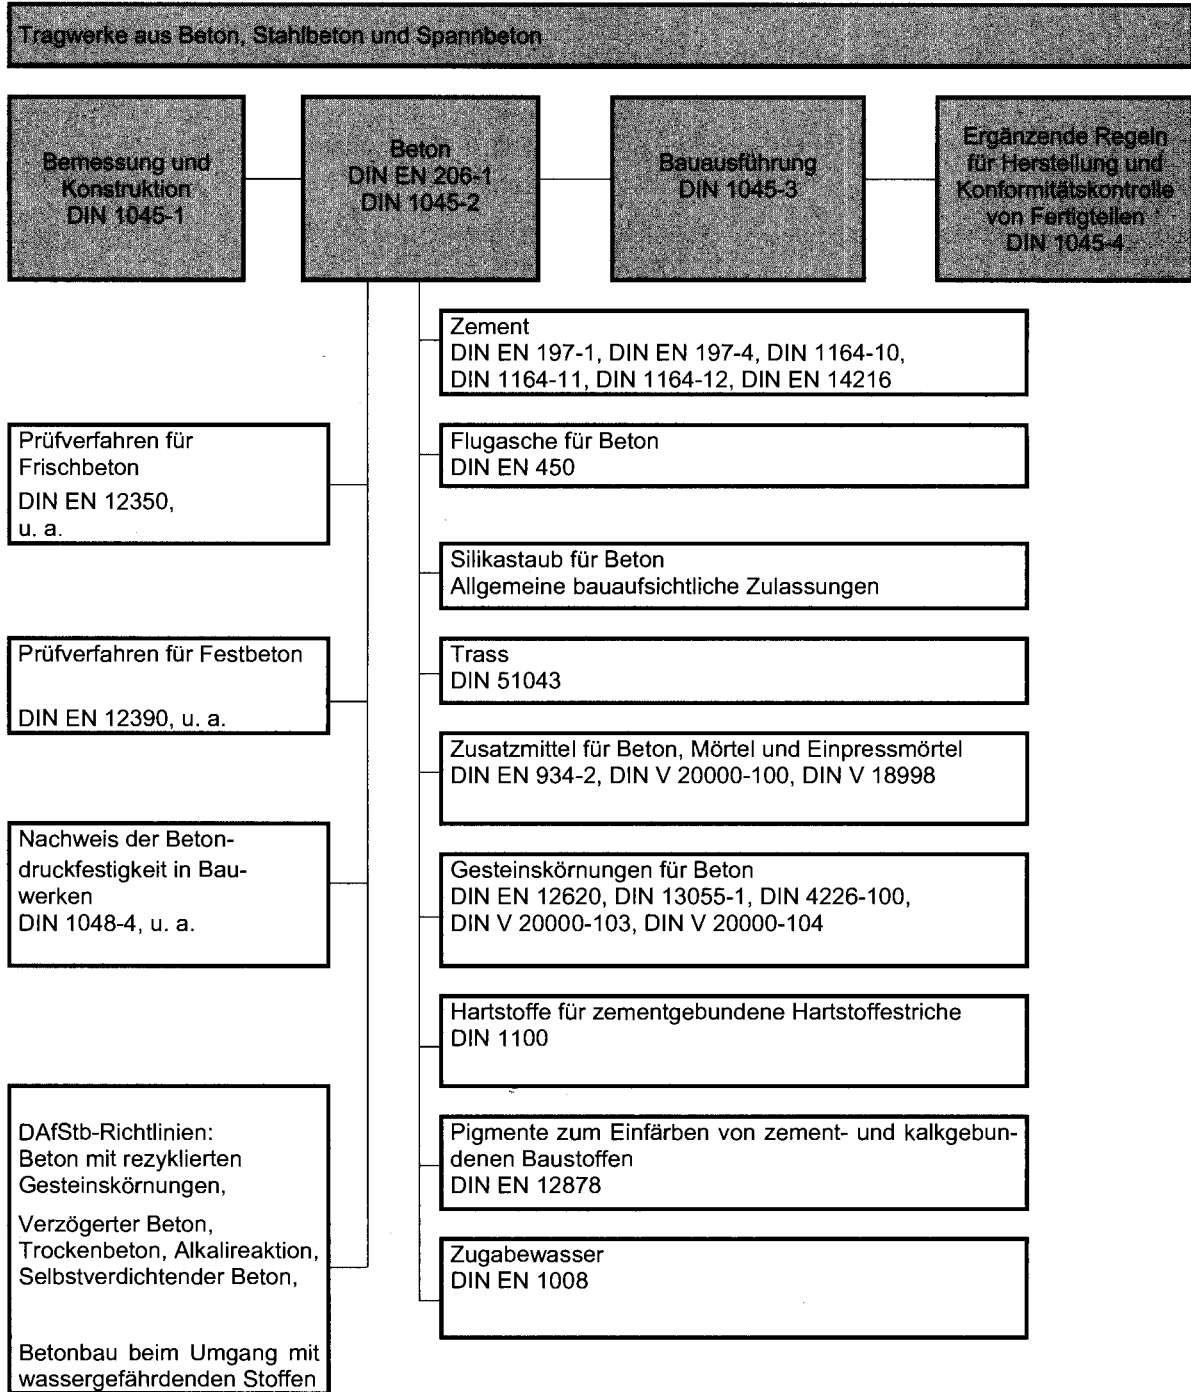 Tragwerke aus Beton, Stahlbeton und Spannbeton
Bemessung und
Konstruktion
DIN 1045-1
Beton
DIN EN 206-1
DIN 1045-2
Bauausführung
DIN 1045-3
Ergänzende Regeln
für Herstellung und
Konformitätskontrolle
von Fertigteilen
DIN 1045-4
Prüfverfahren für
Frischbeton
DIN EN 12350,
u. a.
Prüfverfahren für Festbeton
DIN EN 12390, u. a.
Nachweis der Beton-
druckfestigkeit in Bau-
werken
DIN 1048-4, u. a.
DAfStb-Richtlinien:
Beton mit rezyklierten
Gesteinskörnungen,
Verzögerter Beton,
Trockenbeton, Alkalireaktion,
Selbstverdichtender Beton,
Betonbau beim Umgang mit
wassergefährdenden Stoffen
Zement
DIN EN 197-1, DIN EN 197-4, DIN 1164-10,
DIN 1164-11, DIN 1164-12, DIN EN 14216
Flugasche für Beton
DIN EN 450
Silikastaub für Beton
Allgemeine bauaufsichtliche Zulassungen
Trass
DIN 51043
Zusatzmittel für Beton, Mörtel und Einpressmörtel
DIN EN 934-2, DIN V 20000-100, DIN V 18998
Gesteinskörnungen für Beton
DIN EN 12620, DIN 13055-1, DIN 4226-100,
DIN V 20000-103, DIN V 20000-104
Hartstoffe für zementgebundene Hartstoffestriche
DIN 1100
Pigmente zum Einfärben von zement- und kalkgebun-
denen Baustoffen
DIN EN 12878
Zugabewasser
DIN EN 1008